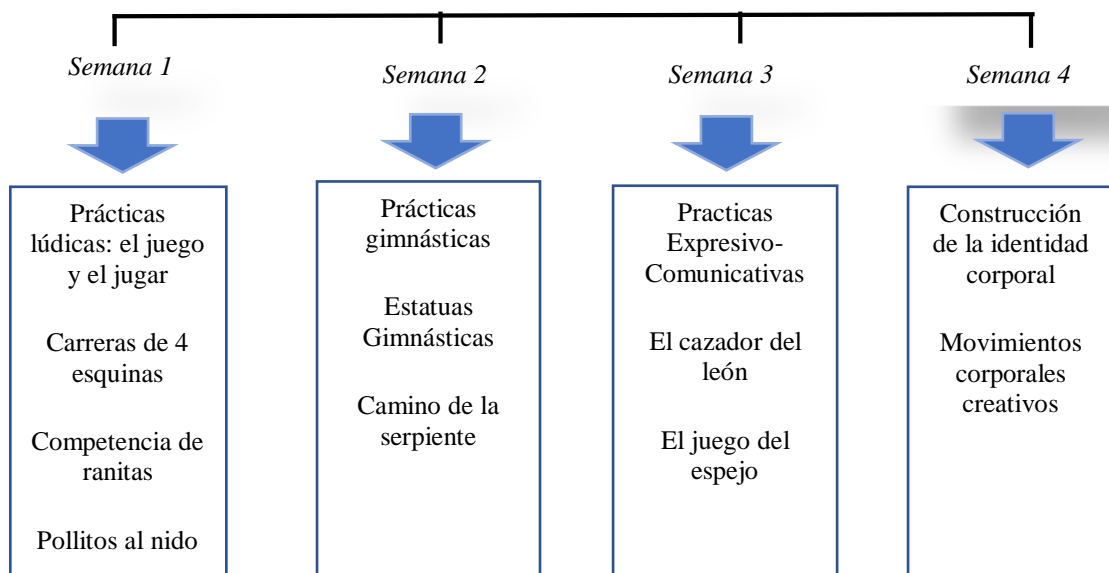 Semana 1
Semana 2
Semana 3
Semana 4
Prácticas
lúdicas: el juego
y el jugar
Carreras de 4
esquinas
Competencia de
ranitas
Pollitos al nido
Prácticas
gimnásticas
Estatuas
Gimnásticas
Camino de la
serpiente
Practicas
Expresivo-
Comunicativas
El cazador del
león
El juego del
espejo
Construcción
de la identidad
corporal
Movimientos
corporales
creativos